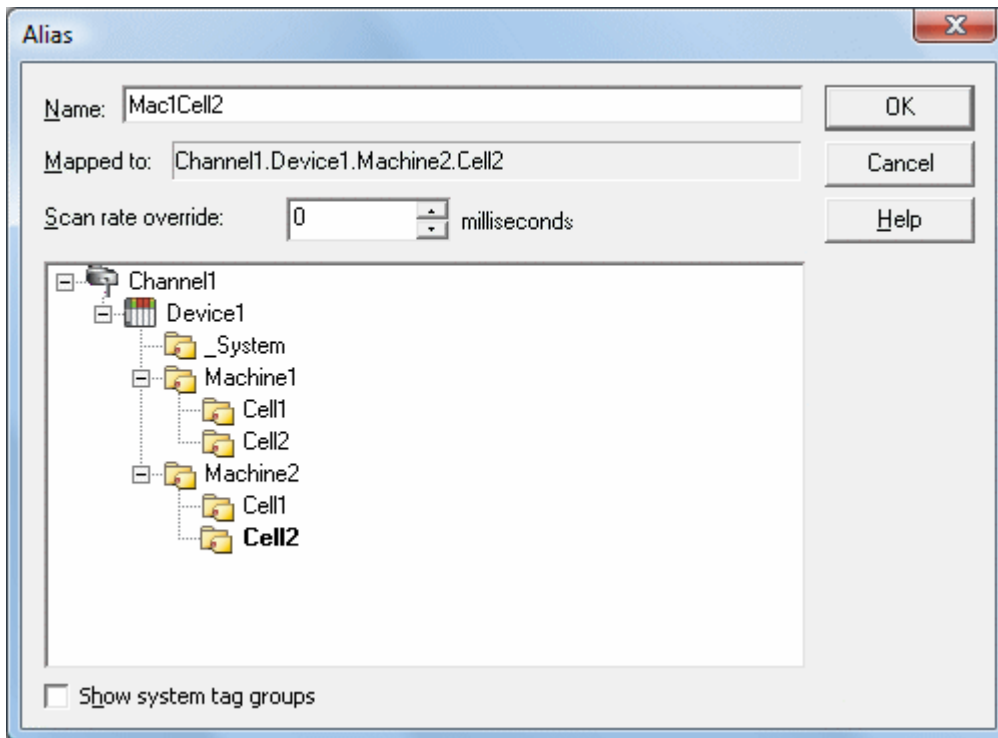 Alias
Name: Mac1Cell2
OK
Mapped to: Channel1.Device1.Machine2.Cell2
Cancel
Scan rate override: 0 milliseconds
Help
Channel1
Device1
_System
Machine1
Cell1
Cell2
Machine2
Cell1
Cell2
Show system tag groups